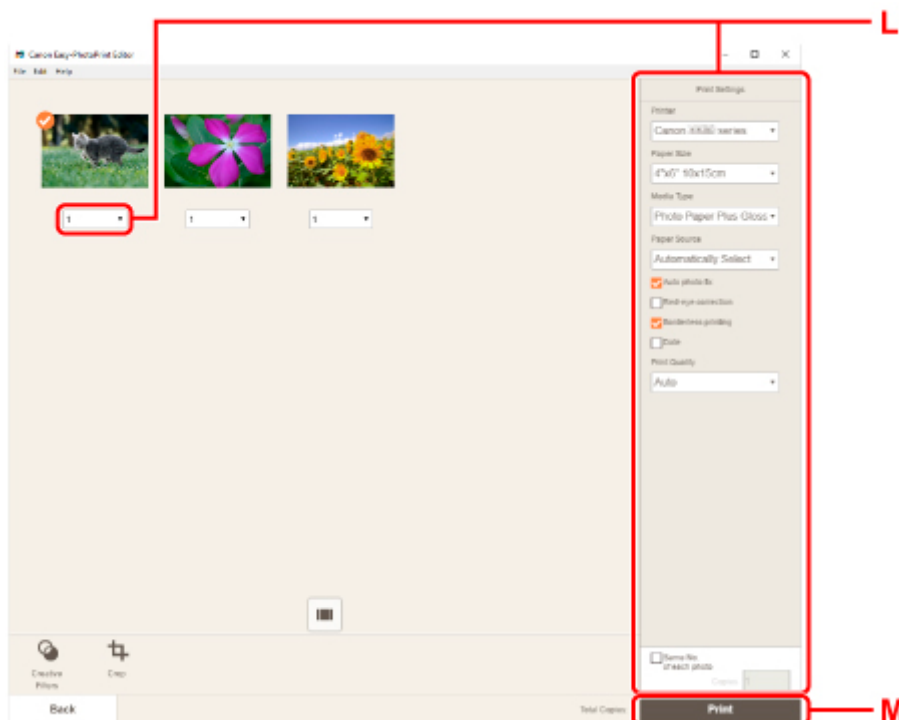 L
Canon Easy-PhotoPrint Editor
File Edit Help
Print Settings
Printer
Canon series
Paper Size
4"x6" 10x15cm
Media Type
Photo Paper Plus Gloss
1
1
1
Paper Source
Automatically Select
Auto photo fix
Red-eye correction
Borderless printing
Date
Print Quality
Auto
Creative
Filters
Crop
Same No.
of each photo
Copies
Back
Total Copies
Print
M